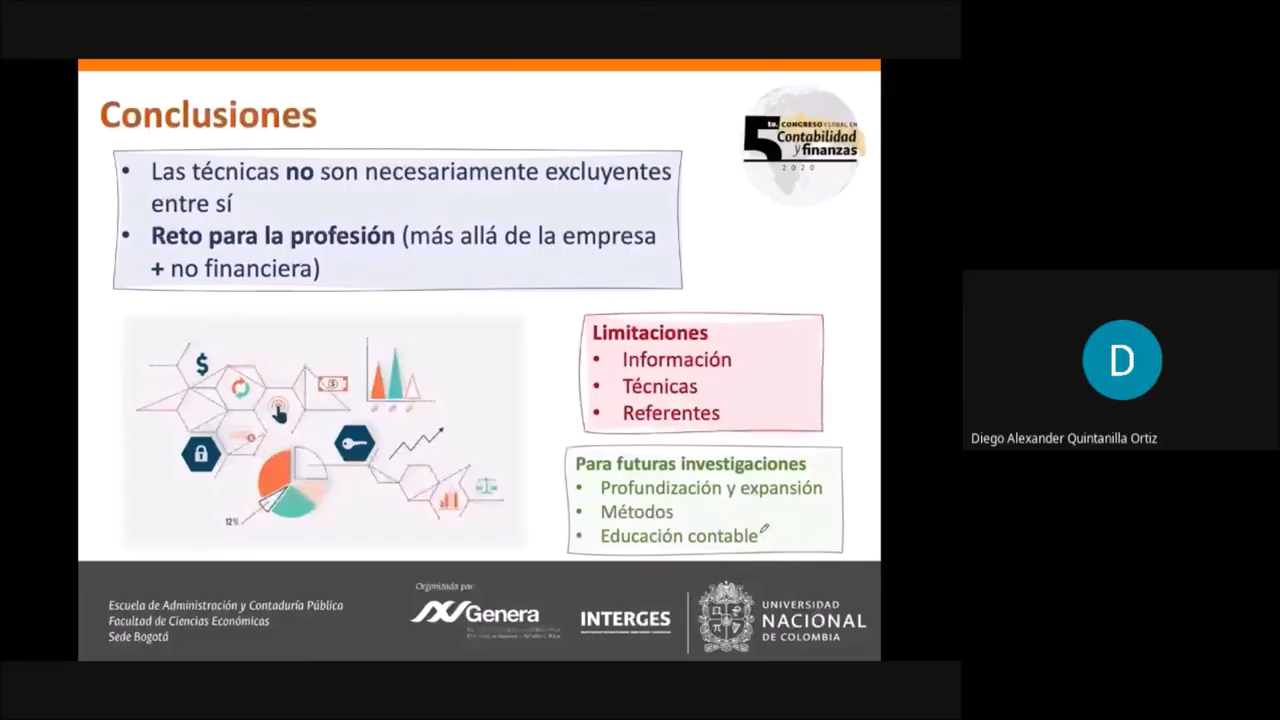 Conclusiones
5to. CONGRESO GLOBAL EN
Contabilidad
y finanzas
2020
• Las técnicas no son necesariamente excluyentes
entre sí
• Reto para la profesión (más allá de la empresa
+ no financiera)
$
$
12%
Limitaciones
• Información
• Técnicas
• Referentes
Para futuras investigaciones
• Profundización y expansión
• Métodos
• Educación contable
D
Diego Alexander Quintanilla Ortiz
Escuela de Administración y Contaduría Pública
Facultad de Ciencias Económicas
Sede Bogotá
Organizada por:
Genera
INTERGES
UNIVERSIDAD
NACIONAL
DE COLOMBIA